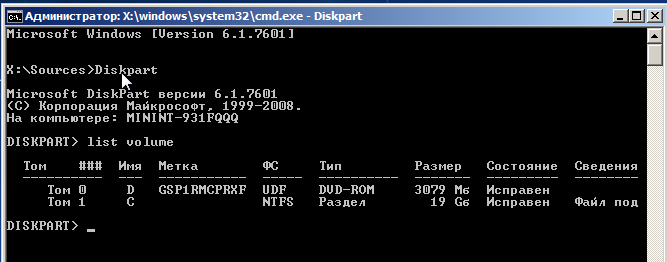 Администратор: X:\windows\system32\cmd.exe - Diskpart
Microsoft Windows [Version 6.1.7601]
X:\Sources>Diskpart
Microsoft DiskPart версии 6.1.7601
(C) Корпорация Майкрософт, 1999-2008.
На компьютере: MININT-931FQQQ
DISKPART> list volume
Том ### Имя Метка ФС Тип Размер Состояние Сведения
Том 0 D GSP1RMCPRXF UDF DVD-ROM 3079 Мб Исправен
Том 1 C NTFS Раздел 19 Gб Исправен Файл под
DISKPART> _